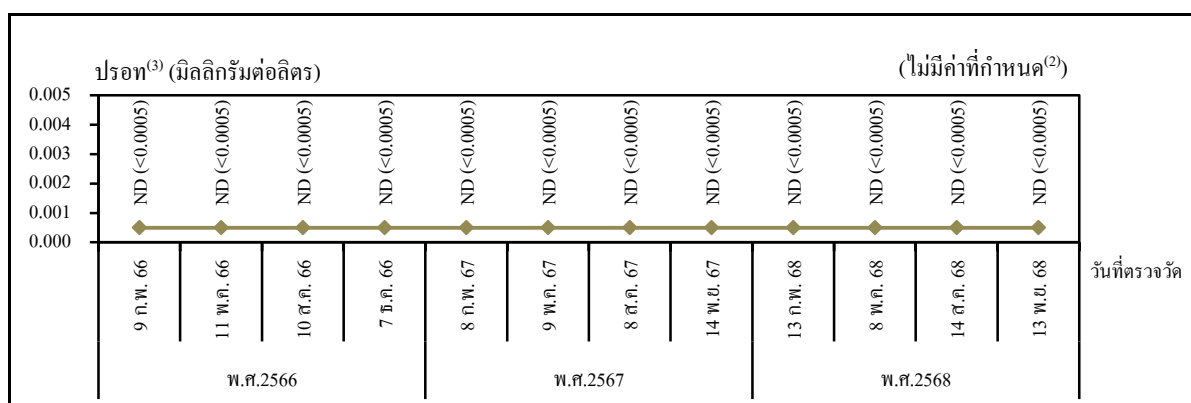 ปรอท(3) (มิลลิกรัมต่อลิตร) (ไม่มีค่าที่กำหนด(2))
0.005
0.004
0.003
0.002
0.001
0.000
ND (<0.0005)
ND (<0.0005)
ND (<0.0005)
ND (<0.0005)
ND (<0.0005)
ND (<0.0005)
ND (<0.0005)
ND (<0.0005)
ND (<0.0005)
ND (<0.0005)
ND (<0.0005)
ND (<0.0005)
9 ก.พ. 66
11 พ.ค. 66
10 ส.ค. 66
7 ธ.ค. 66
8 ก.พ. 67
9 พ.ค. 67
8 ส.ค. 67
14 พ.ย. 67
13 ก.พ. 68
8 พ.ค. 68
14 ส.ค. 68
13 พ.ย. 68
วันที่ตรวจวัด
พ.ศ.2566 พ.ศ.2567 พ.ศ.2568